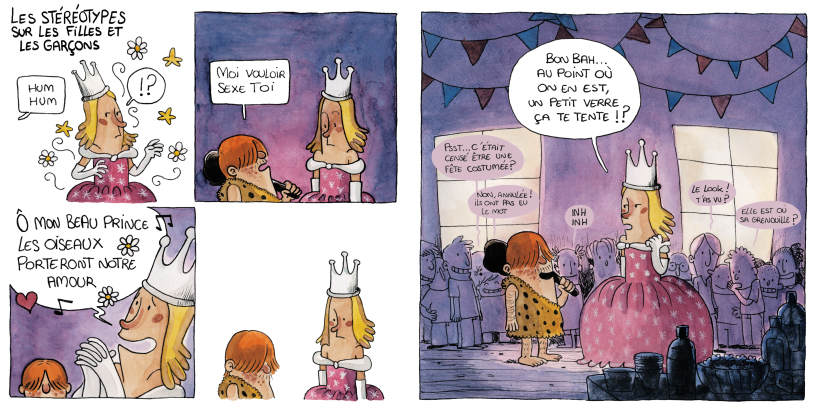 LES STÉRÉOTYPES
SUR LES FILLES ET
LES GARÇONS
HUM
HUM
!?
MOI VOULOIR
SEXE TOI
Ô MON BEAU PRINCE
LES OISEAUX
PORTERONT NOTRE
AMOUR
BON BAH...
AU POINT OÙ
ON EN EST,
UN PETIT VERRE
ÇA TE TENTE !?
PSST... C'ÉTAIT
CENSÉ ÊTRE UNE
FÊTE COSTUMÉE?
NON, ANNULÉE !
ILS ONT PAS EU
LE MOT
INH
INH
LE LOOK !
T'AS VU ?
ELLE EST OÙ
SA GRENOUILLE ?